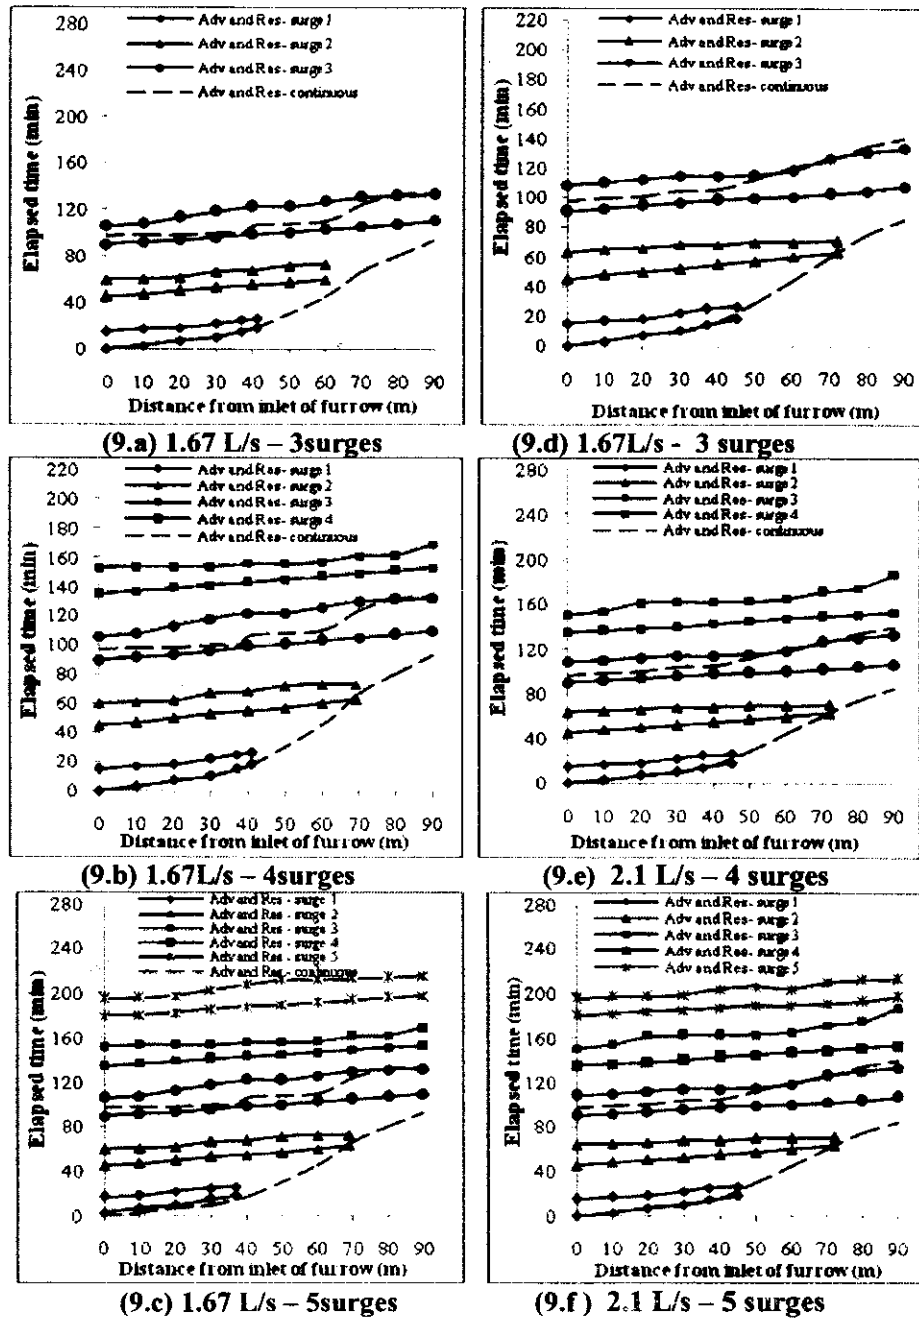 280
240
200
160
120
80
40
0
Elapsed time (min)
Adv and Res- surge 1
Adv and Res- surge 2
Adv and Res- surge 3
Adv and Res- continuous
0 10 20 30 40 50 60 70 80 90
Distance from inlet of furrow (m)
(9.a) 1.67 L/s – 3surges
220
200
180
160
140
120
100
80
60
40
20
0
Elapsed time (min)
Adv and Res- surge 1
Adv and Res- surge 2
Adv and Res- surge 3
Adv and Res- continuous
0 10 20 30 40 50 60 70 80 90
Distance from inlet of furrow (m)
(9.d) 1.67L/s - 3 surges
220
200
180
160
140
120
100
80
60
40
20
0
Elapsed time (min)
Adv and Res- surge 1
Adv and Res- surge 2
Adv and Res- surge 3
Adv and Res- surge 4
Adv and Res- continuous
0 10 20 30 40 50 60 70 80 90
Distance from inlet of furrow (m)
(9.b) 1.67L/s – 4surges
280
240
200
160
120
80
40
0
Elapsed time (min)
Adv and Res- surge 1
Adv and Res- surge 2
Adv and Res- surge 3
Adv and Res- surge 4
Adv and Res- continuous
0 10 20 30 40 50 60 70 80 90
Distance from inlet of furrow (m)
(9.e) 2.1 L/s – 4 surges
280
240
200
160
120
80
40
0
Elapsed time (min)
Adv and Res - surge 1
Adv and Res - surge 2
Adv and Res - surge 3
Adv and Res - surge 4
Adv and Res - surge 5
Adv and Res - continuous
0 10 20 30 40 50 60 70 80 90
Distance from inlet of furrow (m)
(9.c) 1.67 L/s – 5surges
280
240
200
160
120
80
40
0
Elapsed time (min)
Adv and Res- surge 1
Adv and Res- surge 2
Adv and Res- surge 3
Adv and Res- surge 4
Adv and Res- surge 5
0 10 20 30 40 50 60 70 80 90
Distance from inlet of furrow (m)
(9.f ) 2.1 L/s – 5 surges